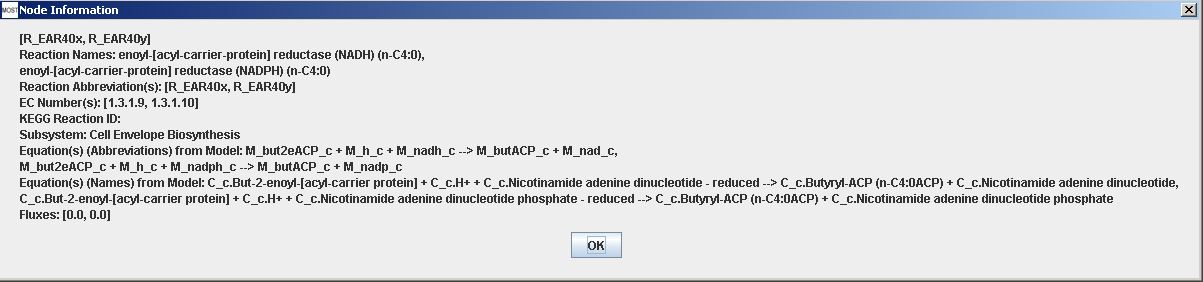 MOST Node Information
[R_EAR40x, R_EAR40y]
Reaction Names: enoyl-[acyl-carrier-protein] reductase (NADH) (n-C4:0),
enoyl-[acyl-carrier-protein] reductase (NADPH) (n-C4:0)
Reaction Abbreviation(s): [R_EAR40x, R_EAR40y]
EC Number(s): [1.3.1.9, 1.3.1.10]
KEGG Reaction ID:
Subsystem: Cell Envelope Biosynthesis
Equation(s) (Abbreviations) from Model: M_but2eACP_c + M_h_c + M_nadh_c --> M_butACP_c + M_nad_c,
M_but2eACP_c + M_h_c + M_nadph_c --> M_butACP_c + M_nadp_c
Equation(s) (Names) from Model: C_c.But-2-enoyl-[acyl-carrier protein] + C_c.H+ + C_c.Nicotinamide adenine dinucleotide - reduced --> C_c.Butyryl-ACP (n-C4:0ACP) + C_c.Nicotinamide adenine dinucleotide,
C_c.But-2-enoyl-[acyl-carrier protein] + C_c.H+ + C_c.Nicotinamide adenine dinucleotide phosphate - reduced --> C_c.Butyryl-ACP (n-C4:0ACP) + C_c.Nicotinamide adenine dinucleotide phosphate
Fluxes: [0.0, 0.0]
OK